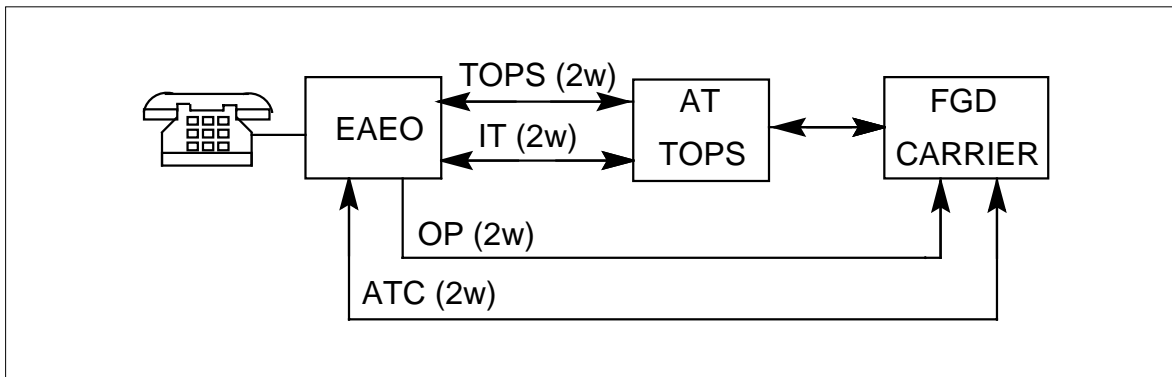 TOPS (2w)
EAEO
IT (2w)
AT
TOPS
FGD
CARRIER
OP (2w)
ATC (2w)